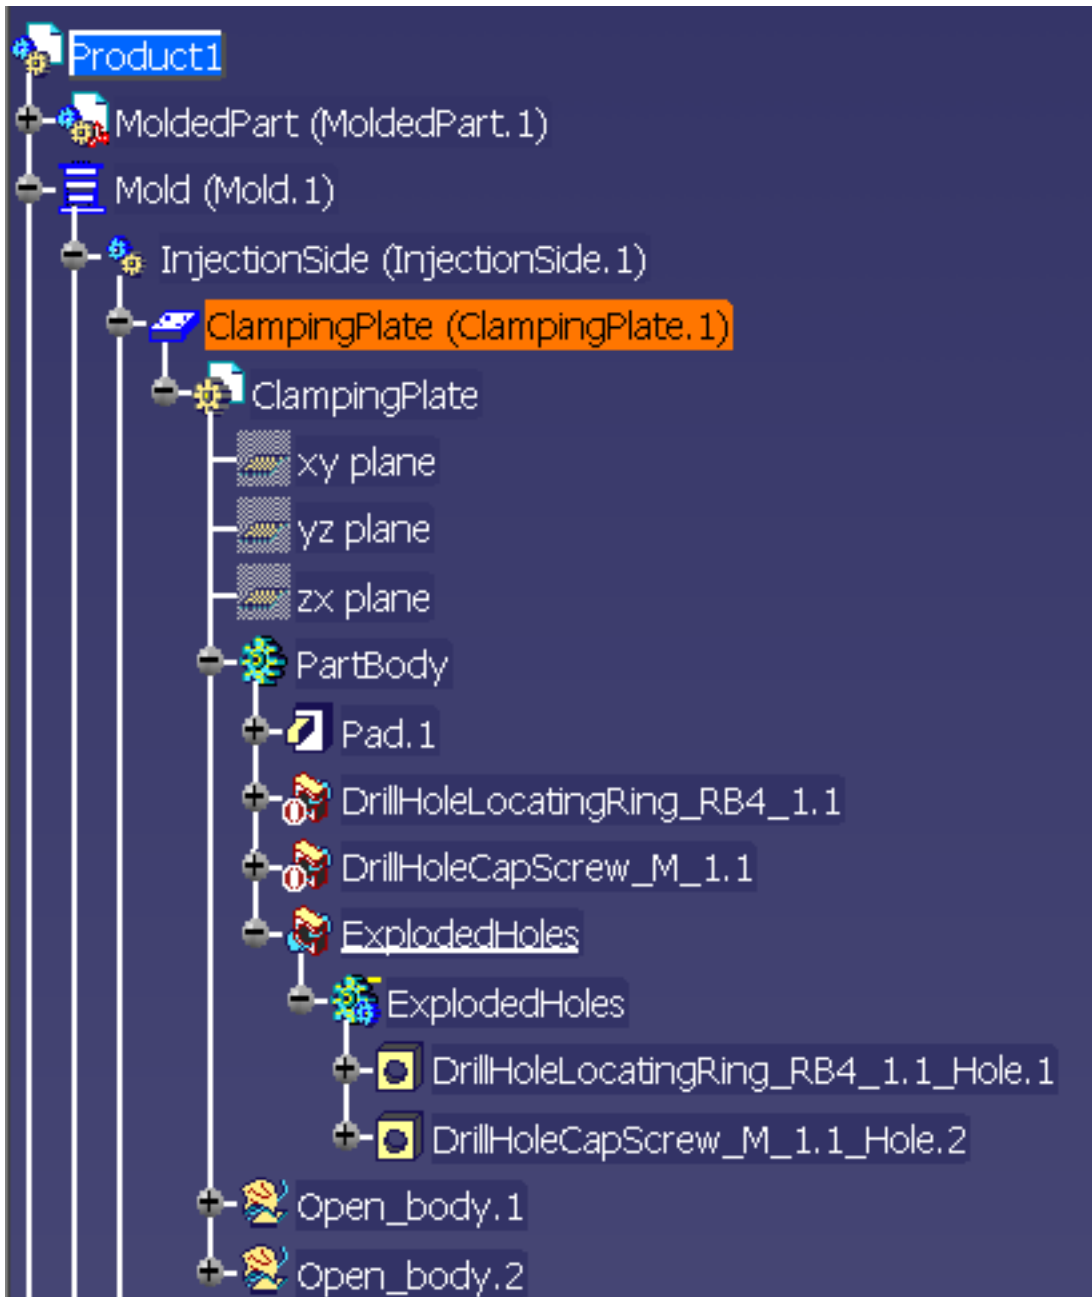 Product1
MoldedPart (MoldedPart.1)
Mold (Mold.1)
InjectionSide (InjectionSide.1)
ClampingPlate (ClampingPlate.1)
ClampingPlate
xy plane
yz plane
zx plane
PartBody
Pad.1
DrillHoleLocatingRing_RB4_1.1
DrillHoleCapScrew_M_1.1
ExplodedHoles
ExplodedHoles
DrillHoleLocatingRing_RB4_1.1_Hole.1
DrillHoleCapScrew_M_1.1_Hole.2
Open_body.1
Open_body.2